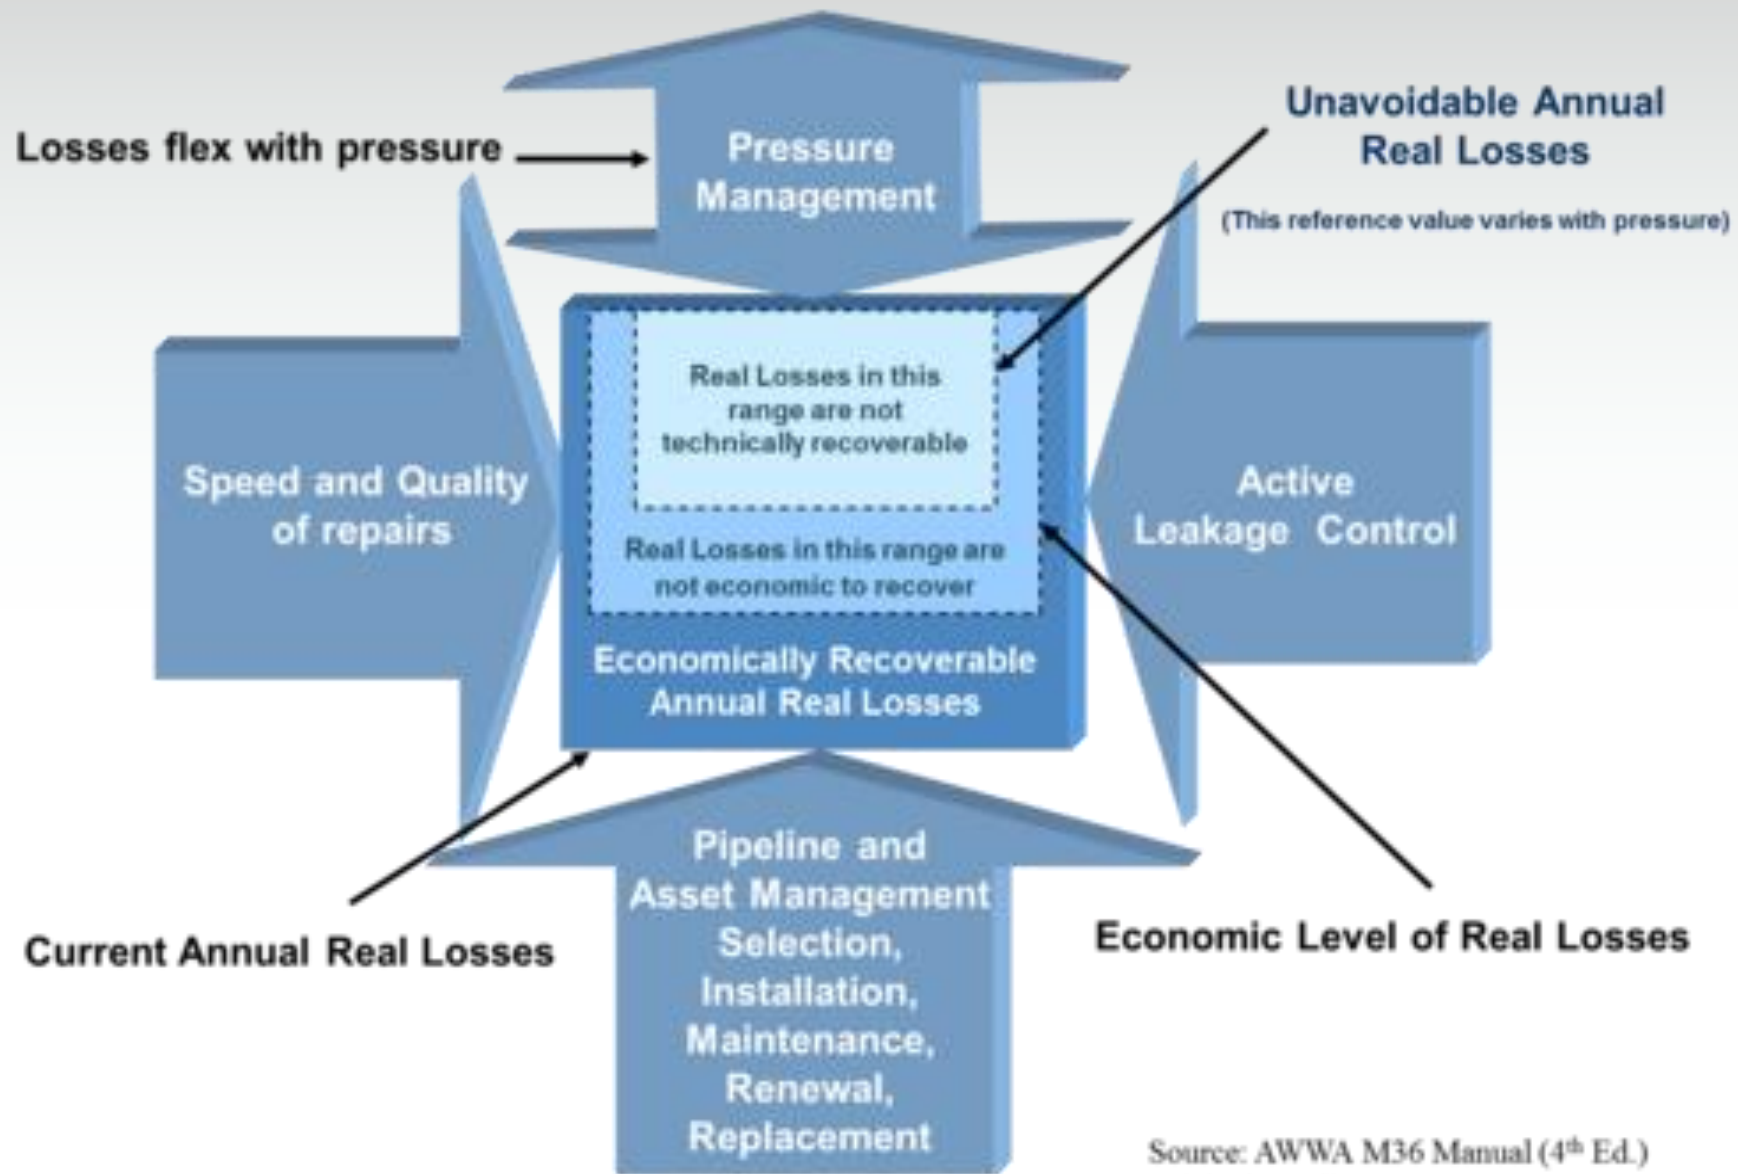 Losses flex with pressure
Pressure
Management
Unavoidable Annual
Real Losses
(This reference value varies with pressure)
Speed and Quality
of repairs
Real Losses in this
range are not
technically recoverable
Real Losses in this range are
not economic to recover
Economically Recoverable
Annual Real Losses
Active
Leakage Control
Current Annual Real Losses
Pipeline and
Asset Management
Selection,
Installation,
Maintenance,
Renewal,
Replacement
Economic Level of Real Losses
Source: AWWA M36 Manual (4th Ed.)